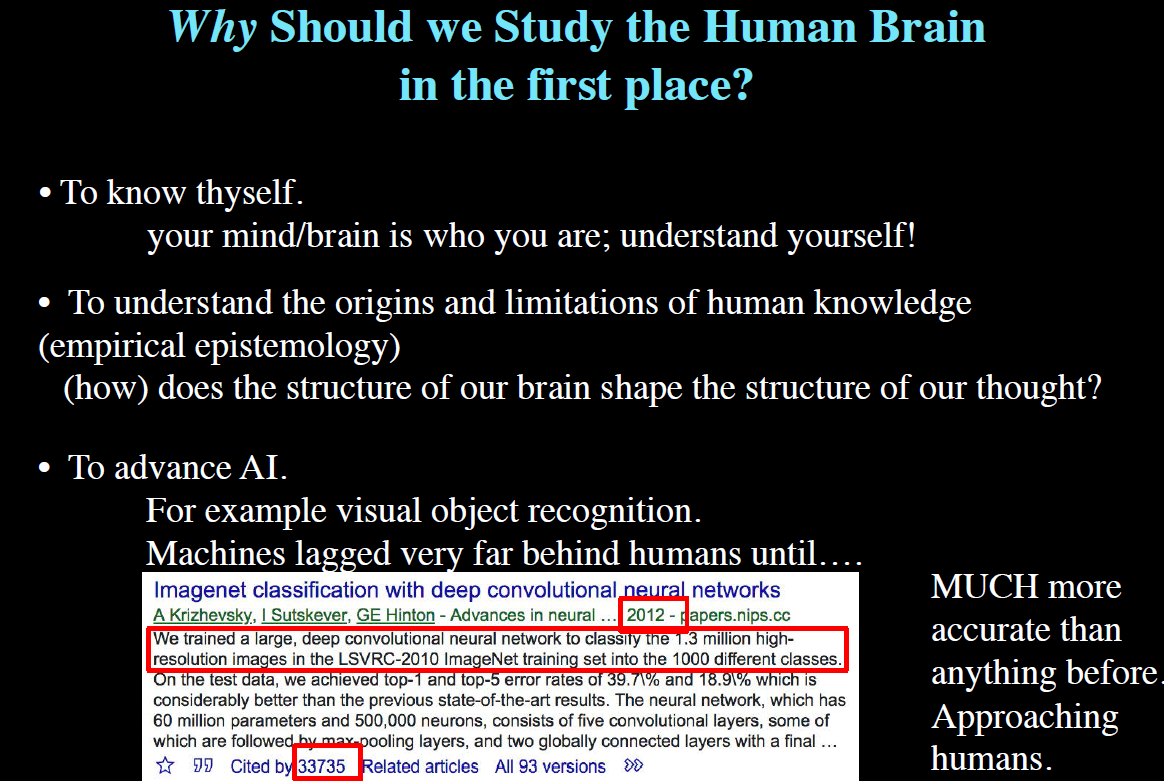 Why Should we Study the Human Brain
in the first place?
• To know thyself.
your mind/brain is who you are; understand yourself!
• To understand the origins and limitations of human knowledge
(empirical epistemology)
(how) does the structure of our brain shape the structure of our thought?
• To advance AI.
For example visual object recognition.
Machines lagged very far behind humans until….
Imagenet classification with deep convolutional neural networks
A Krizhevsky, I Sutskever, GE Hinton - Advances in neural …, 2012 - papers.nips.cc
We trained a large, deep convolutional neural network to classify the 1.3 million high-
resolution images in the LSVRC-2010 ImageNet training set into the 1000 different classes.
On the test data, we achieved top-1 and top-5 error rates of 39.7\% and 18.9\% which is
considerably better than the previous state-of-the-art results. The neural network, which has
60 million parameters and 500,000 neurons, consists of five convolutional layers, some of
which are followed by max-pooling layers, and two globally connected layers with a final …
Cited by 33735 Related articles All 93 versions
MUCH more
accurate than
anything before.
Approaching
humans.